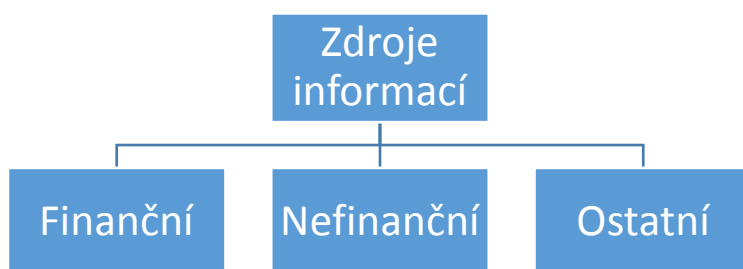 Zdroje
informací
Finanční
Nefinanční
Ostatní